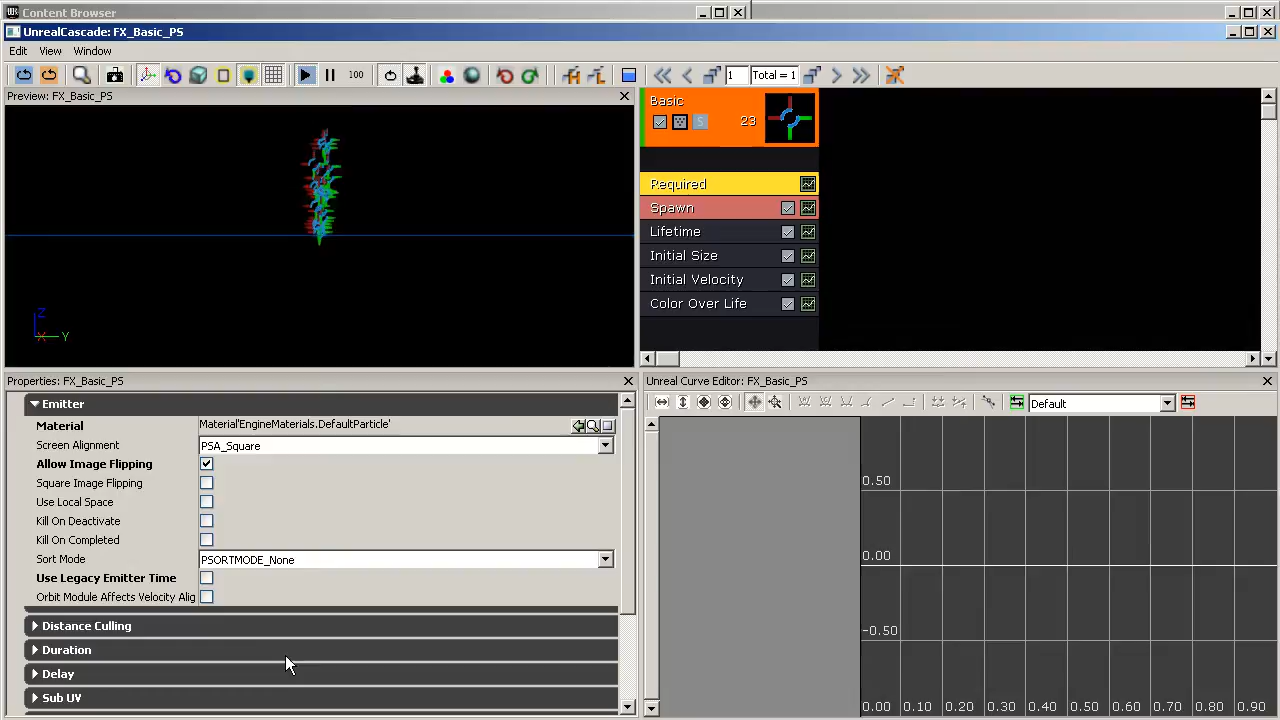 Content Browser
UnrealCascade: FX_Basic_PS
Edit View Window
100
1
Total = 1
Preview: FX_Basic_PS
Z
X Y
Basic
S 23
Required
Spawn
Lifetime
Initial Size
Initial Velocity
Color Over Life
Properties: FX_Basic_PS
Emitter
Material Material'EngineMaterials.DefaultParticle'
Screen Alignment PSA_Square
Allow Image Flipping
Square Image Flipping
Use Local Space
Kill On Deactivate
Kill On Completed
Sort Mode PSORTMODE_None
Use Legacy Emitter Time
Orbit Module Affects Velocity Alig
Distance Culling
Duration
Delay
Sub UV
Unreal Curve Editor: FX_Basic_PS
Default
0.50
0.00
-0.50
0.00 0.10 0.20 0.30 0.40 0.50 0.60 0.70 0.80 0.90